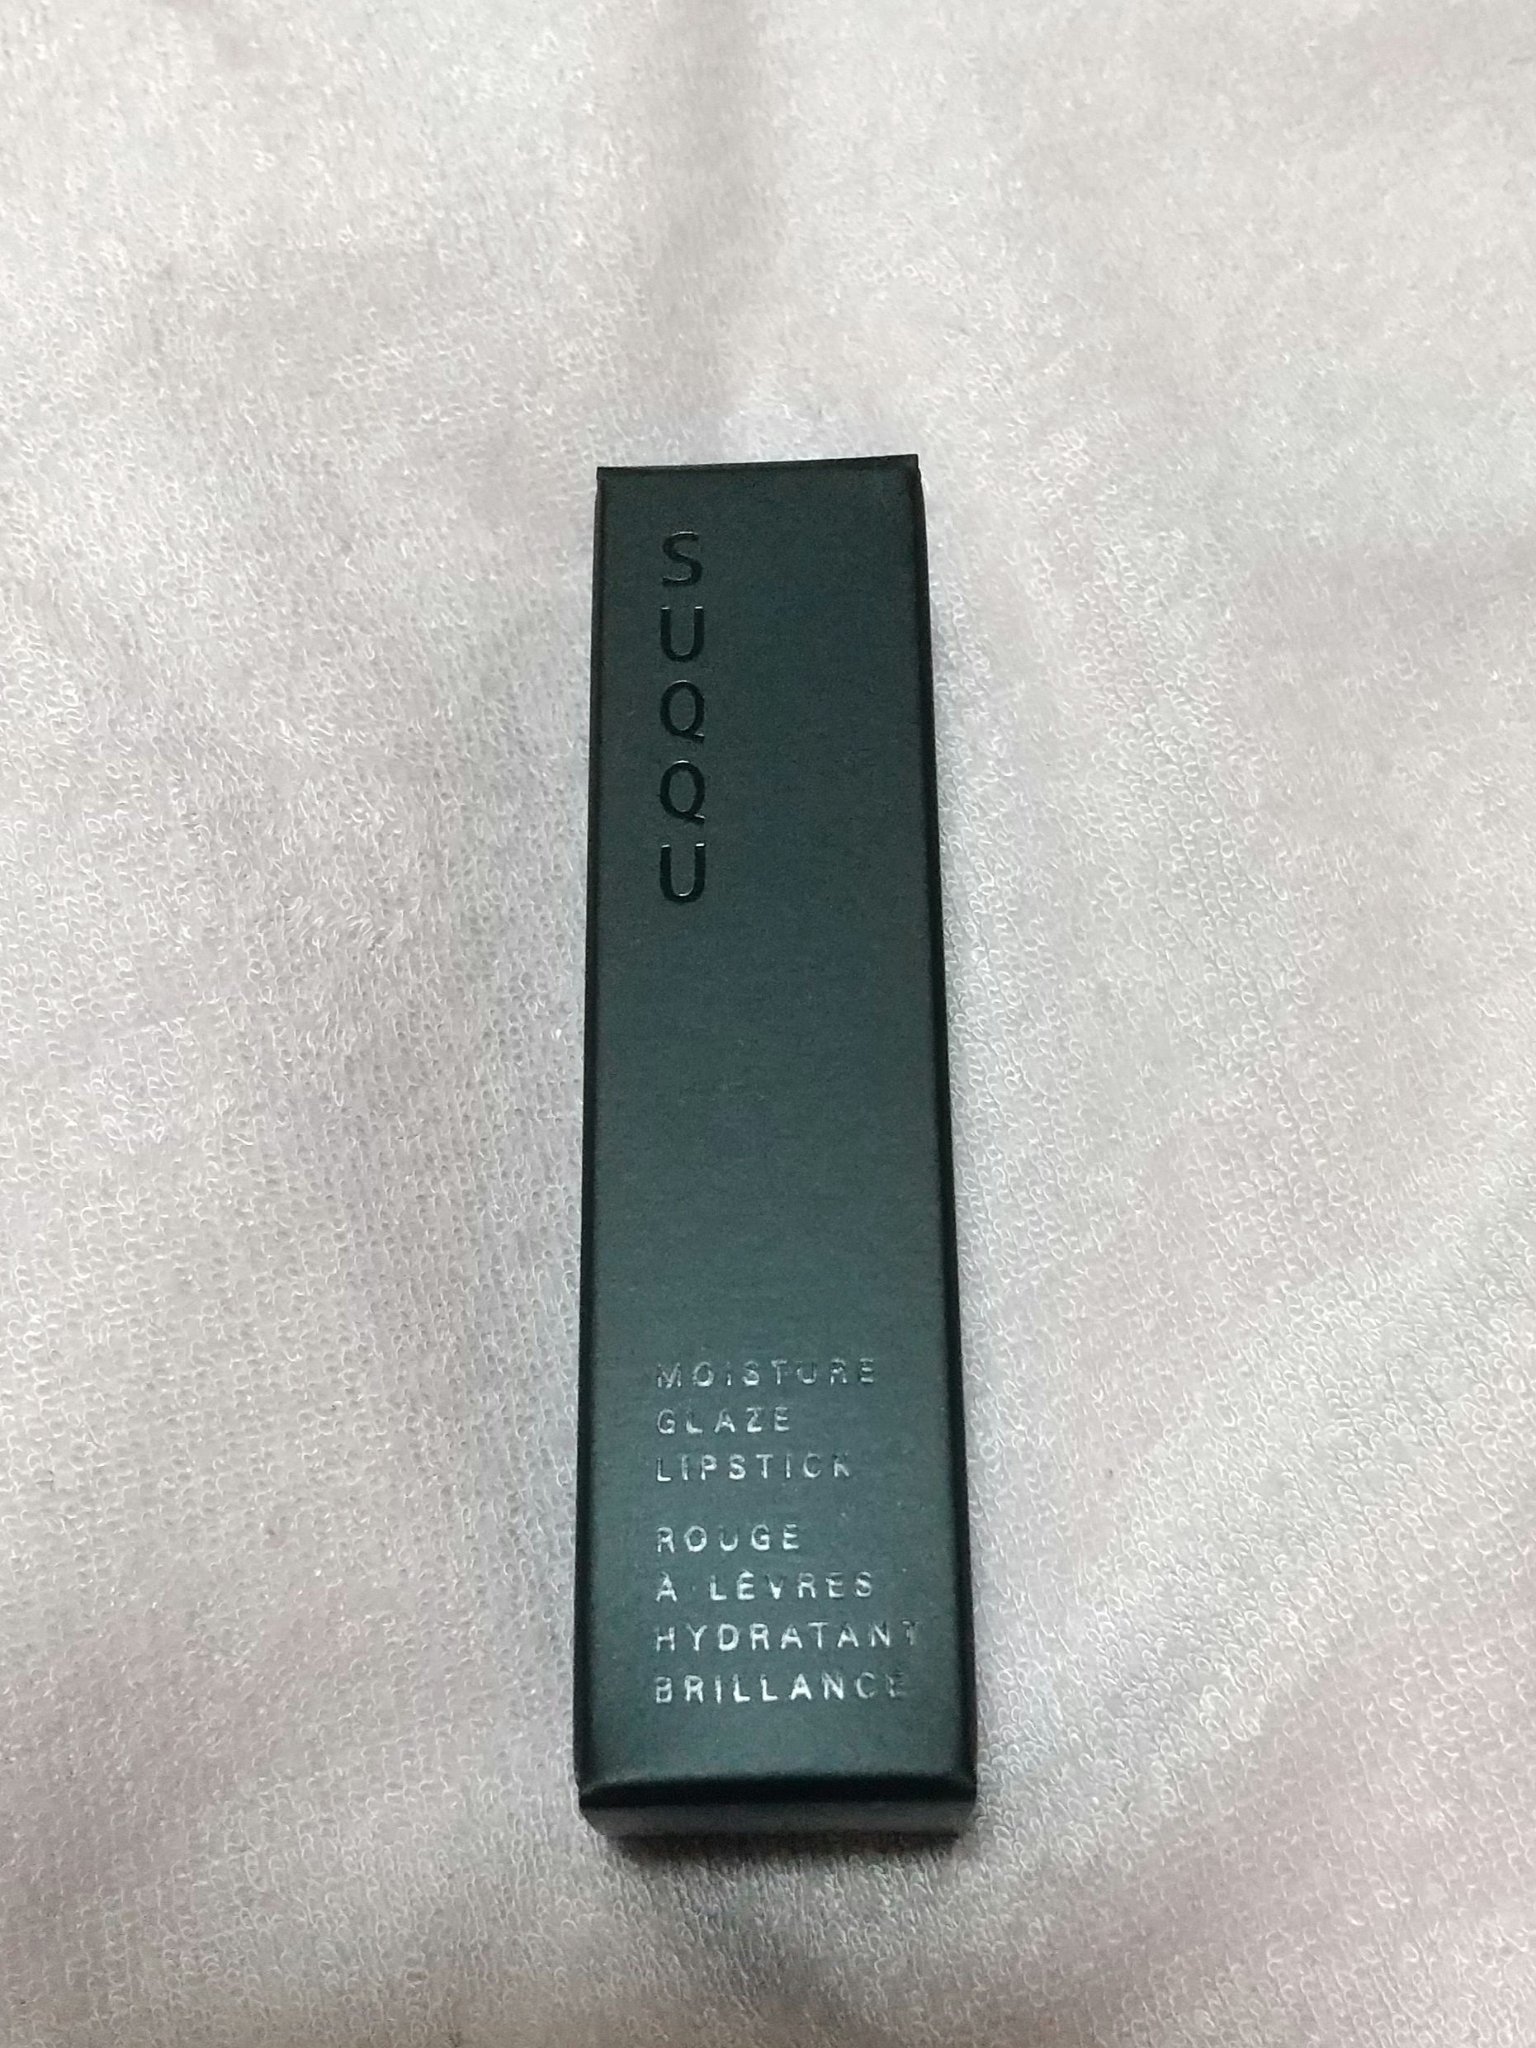 SUQQU
MOISTURE
GLAZE
LIPSTICK
ROUGE
À LÈVRES
HYDRATANT
BRILLANCE